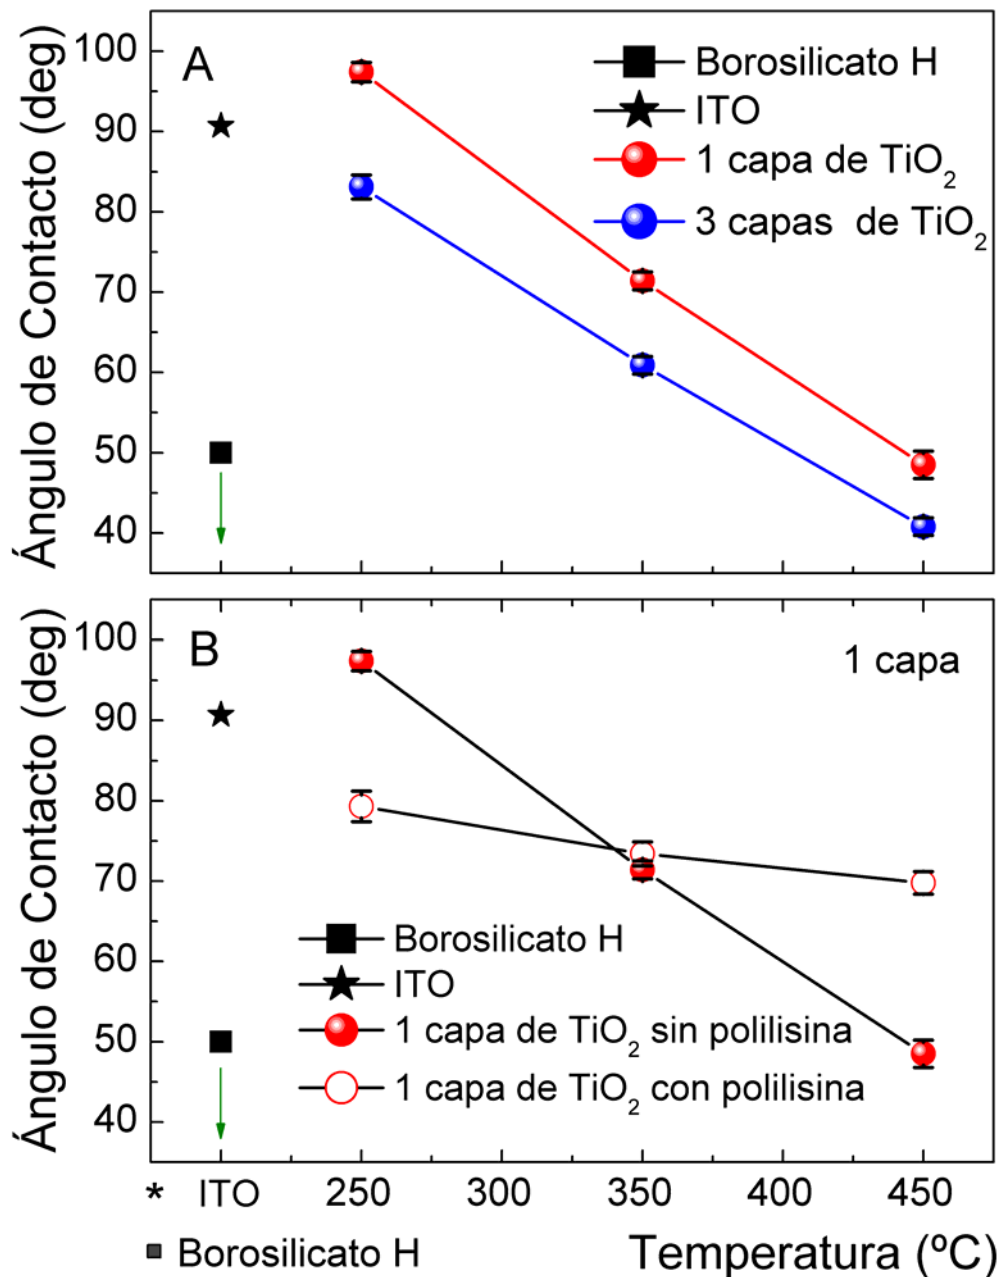 A
Borosilicato H
ITO
1 capa de TiO₂
3 capas de TiO₂
Ángulo de Contacto (deg)
100
90
80
70
60
50
40
B
1 capa
Ángulo de Contacto (deg)
100
90
80
70
60
50
40
Borosilicato H
ITO
1 capa de TiO₂ sin polilisina
1 capa de TiO₂ con polilisina
* ITO 250 300 350 400 450
Borosilicato H
Temperatura (ºC)